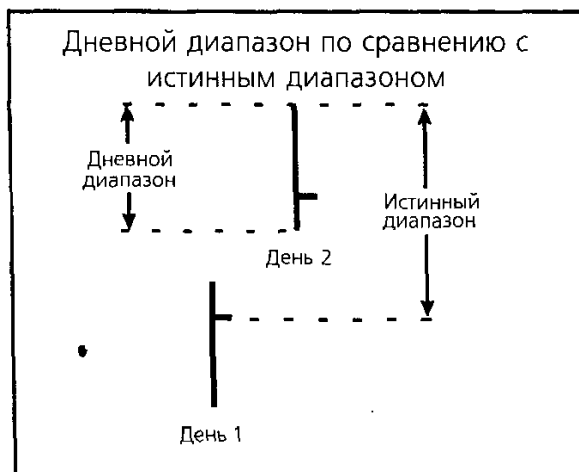 Дневной диапазон по сравнению с
истинным диапазоном
Дневной
диапазон
Истинный
диапазон
День 2
День 1